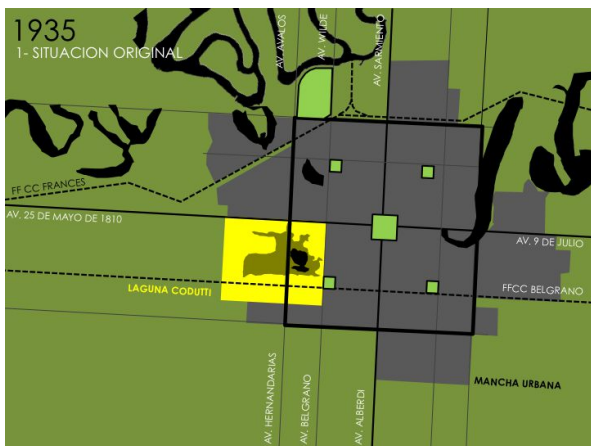 1935
1- SITUACION ORIGINAL
AV. AVALOS
AV. WILDE
AV. SARMIENTO
FF CC FRANCES
AV. 25 DE MAYO DE 1810
AV. 9 DE JULIO
LAGUNA CODUTTI
FFCC BELGRANO
MANCHA URBANA
AV. HERNANDARIAS
AV. BELGRANO
AV. ALBERDI